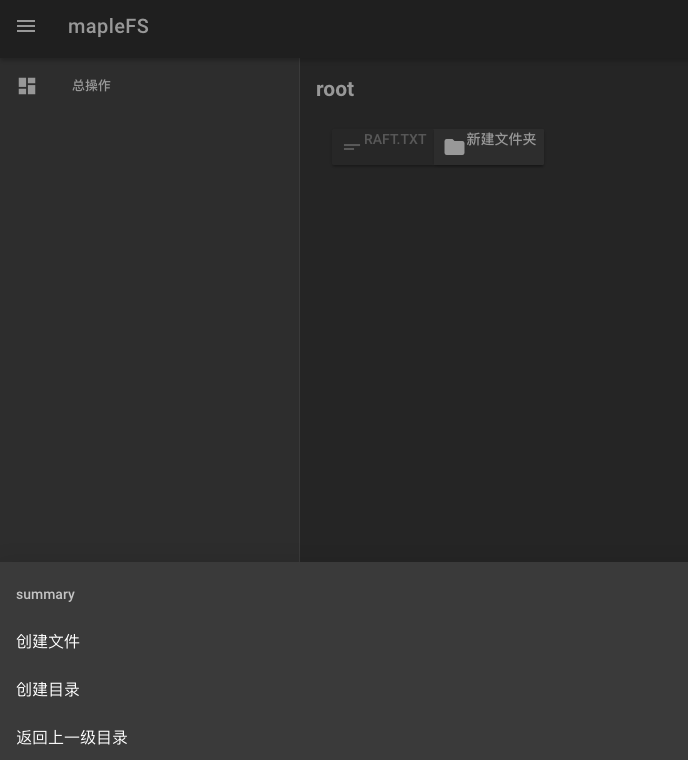 mapleFS
总操作
root
RAFT.TXT 新建文件夹
summary
创建文件
创建目录
返回上一级目录